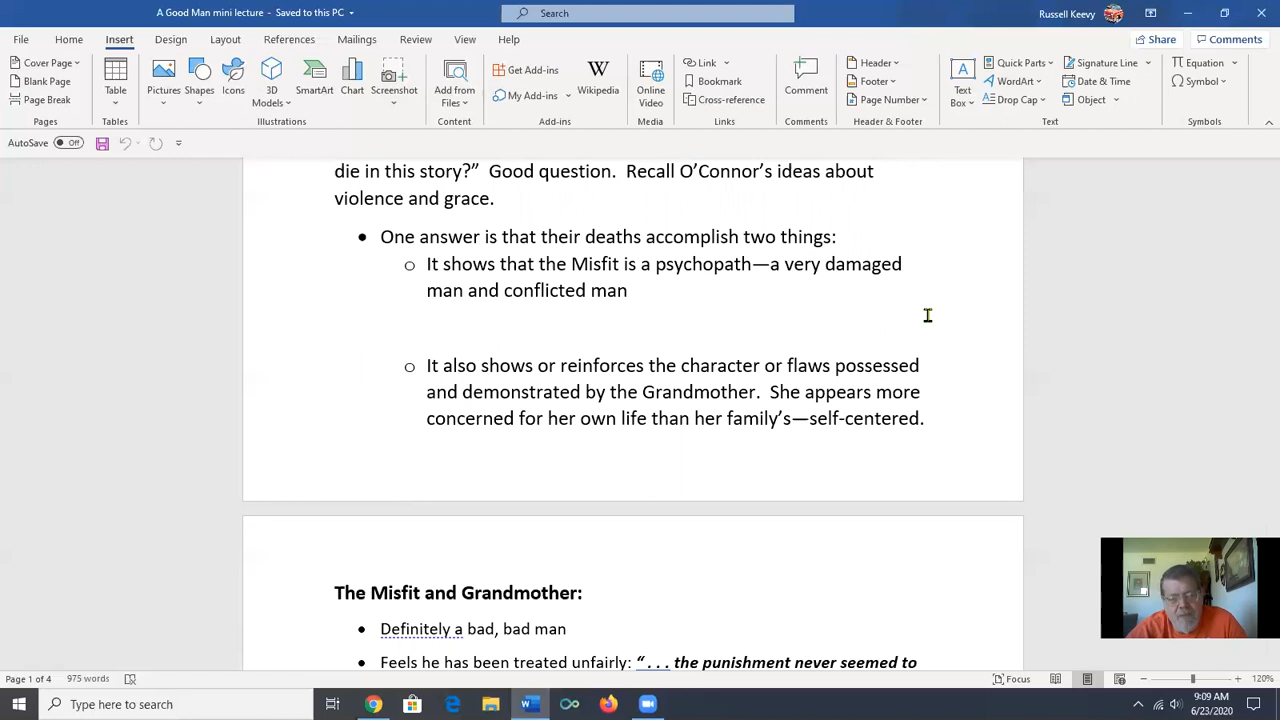 A Good Man mini lecture - Saved to this PC
Search
Russell Keevy
File Home Insert Design Layout References Mailings Review View Help
Share Comments
Cover Page
Blank Page
Page Break
Table
Pictures Shapes Icons 3D Models SmartArt Chart Screenshot
Add from Files
Get Add-ins
My Add-ins
Wikipedia
Online Video
Link
Bookmark
Cross-reference
Comment
Header
Footer
Page Number
Text Box
Quick Parts
WordArt
Drop Cap
Signature Line
Date & Time
Object
Equation
Symbol
Pages Tables Illustrations Content Add-ins Media Links Comments Header & Footer Text Symbols
AutoSave Off
die in this story?” Good question. Recall O’Connor’s ideas about
violence and grace.
• One answer is that their deaths accomplish two things:
o It shows that the Misfit is a psychopath—a very damaged
man and conflicted man
o It also shows or reinforces the character or flaws possessed
and demonstrated by the Grandmother. She appears more
concerned for her own life than her family’s—self-centered.
The Misfit and Grandmother:
• Definitely a bad, bad man
• Feels he has been treated unfairly: “. . . the punishment never seemed to
Page 1 of 4 975 words
Focus
120%
Type here to search
9:09 AM
6/23/2020